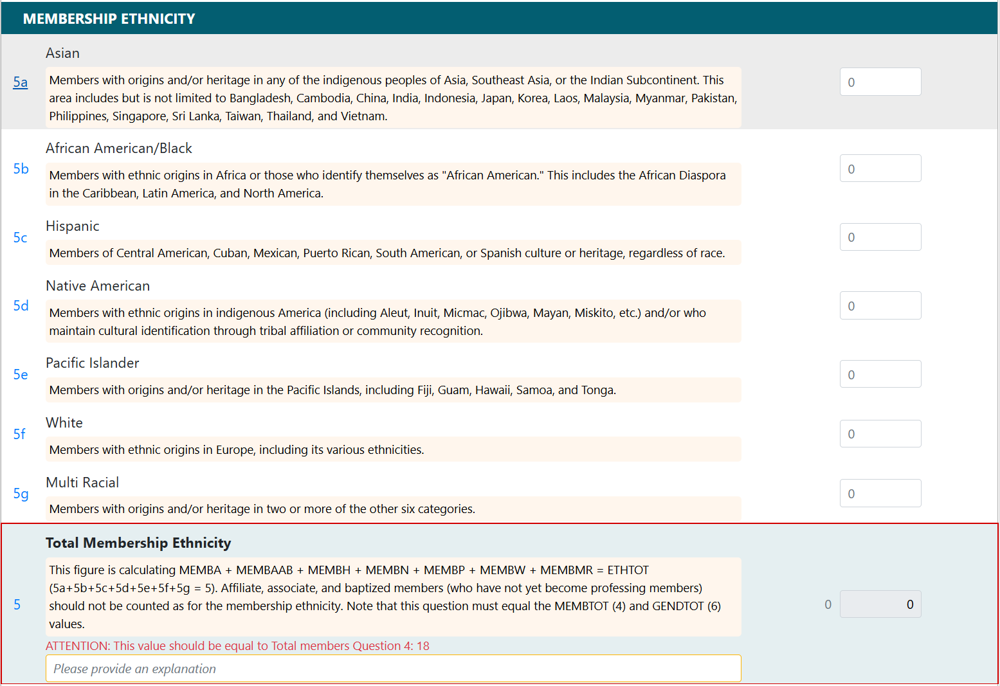 MEMBERSHIP ETHNICITY
Asian
5a
Members with origins and/or heritage in any of the indigenous peoples of Asia, Southeast Asia, or the Indian Subcontinent. This
area includes but is not limited to Bangladesh, Cambodia, China, India, Indonesia, Japan, Korea, Laos, Malaysia, Myanmar, Pakistan,
Philippines, Singapore, Sri Lanka, Taiwan, Thailand, and Vietnam.
0
African American/Black
5b
Members with ethnic origins in Africa or those who identify themselves as "African American." This includes the African Diaspora
in the Caribbean, Latin America, and North America.
0
Hispanic
5c
Members of Central American, Cuban, Mexican, Puerto Rican, South American, or Spanish culture or heritage, regardless of race.
0
Native American
5d
Members with ethnic origins in indigenous America (including Aleut, Inuit, Micmac, Ojibwa, Mayan, Miskito, etc.) and/or who
maintain cultural identification through tribal affiliation or community recognition.
0
Pacific Islander
5e
Members with origins and/or heritage in the Pacific Islands, including Fiji, Guam, Hawaii, Samoa, and Tonga.
0
White
5f
Members with ethnic origins in Europe, including its various ethnicities.
0
Multi Racial
5g
Members with origins and/or heritage in two or more of the other six categories.
0
Total Membership Ethnicity
5
This figure is calculating MEMBA + MEMBAAB + MEMBH + MEMBN + MEMBP + MEMBW + MEMBMR = ETHTOT
(5a+5b+5c+5d+5e+5f+5g = 5). Affiliate, associate, and baptized members (who have not yet become professing members)
should not be counted as for the membership ethnicity. Note that this question must equal the MEMBTOT (4) and GENDTOT (6)
values.
0 0
ATTENTION: This value should be equal to Total members Question 4: 18
Please provide an explanation